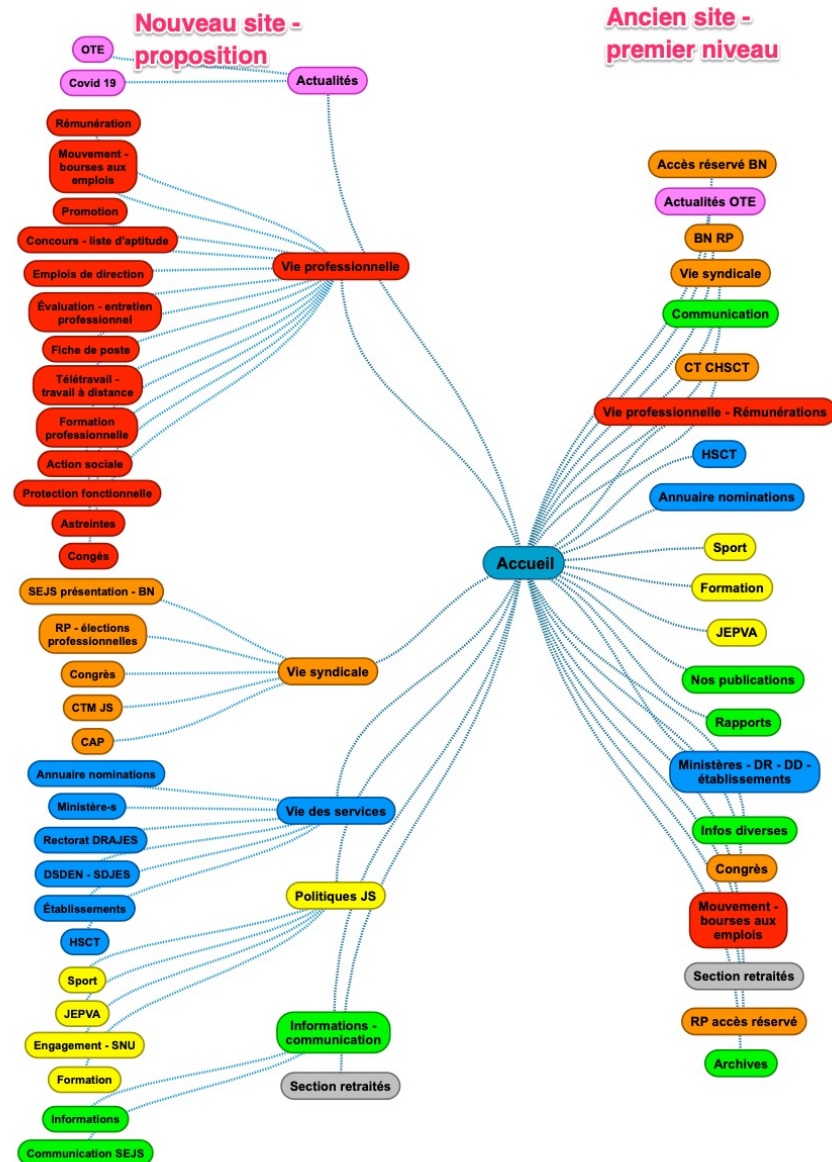 Nouveau site -
proposition
OTE
Covid 19
Actualités
Rémunération
Mouvement -
bourses aux
emplois
Promotion
Concours - liste d'aptitude
Emplois de direction
Évaluation - entretien
professionnel
Fiche de poste
Télétravail -
travail à distance
Formation
professionnelle
Action sociale
Protection fonctionnelle
Astreintes
Congés
Vie professionnelle
SEJS présentation - BN
RP - élections
professionnelles
Congrès
CTM JS
CAP
Vie syndicale
Annuaire nominations
Ministère-s
Rectorat DRAJES
DSDEN - SDJES
Établissements
HSCT
Vie des services
Politiques JS
Sport
JEPVA
Engagement - SNU
Formation
Informations -
communication
Section retraités
Informations
Communication SEJS
Accueil
Ancien site -
premier niveau
Accès réservé BN
Actualités OTE
BN RP
Vie syndicale
Communication
CT CHSCT
Vie professionnelle - Rémunérations
HSCT
Annuaire nominations
Sport
Formation
JEPVA
Nos publications
Rapports
Ministères - DR - DD -
établissements
Infos diverses
Congrès
Mouvement -
bourses aux
emplois
Section retraités
RP accès réservé
Archives